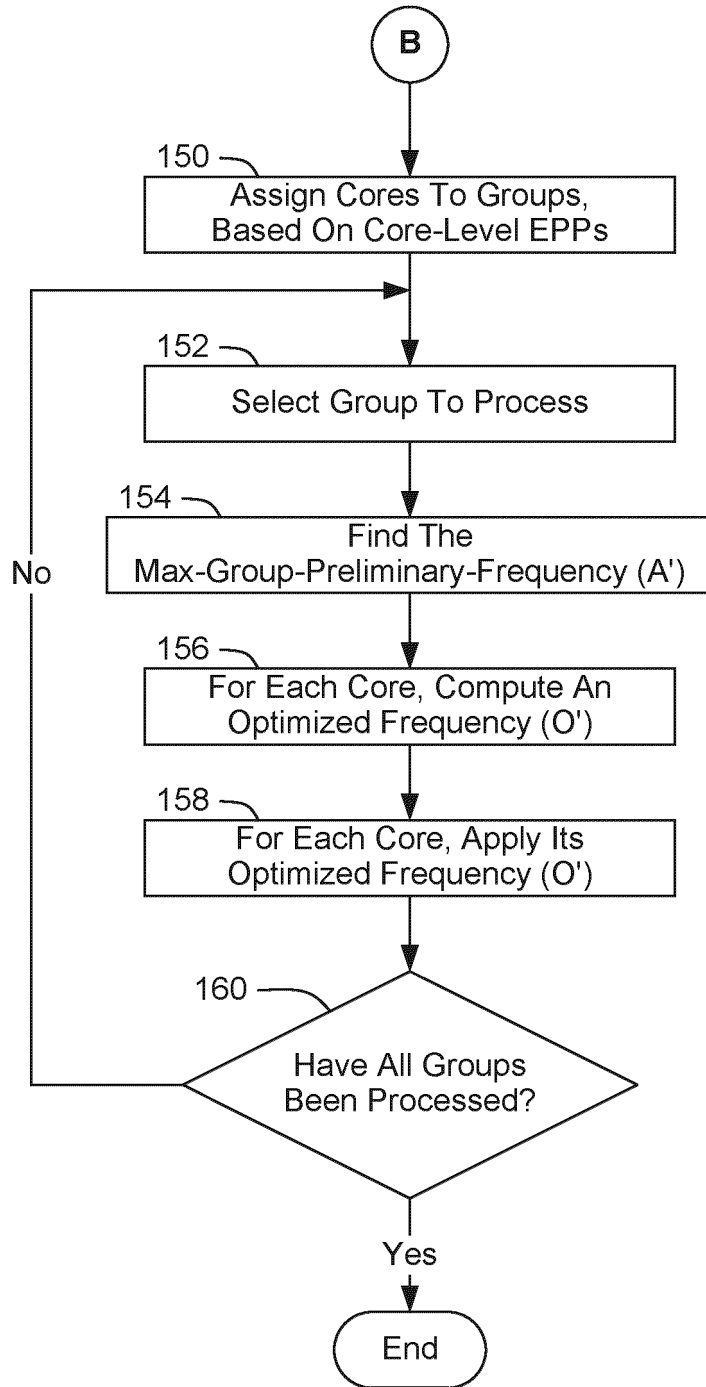 B
150
Assign Cores To Groups,
Based On Core-Level EPPs
152
Select Group To Process
154
Find The
Max-Group-Preliminary-Frequency (A')
No
156
For Each Core, Compute An
Optimized Frequency (O')
158
For Each Core, Apply Its
Optimized Frequency (O')
160
Have All Groups
Been Processed?
Yes
End